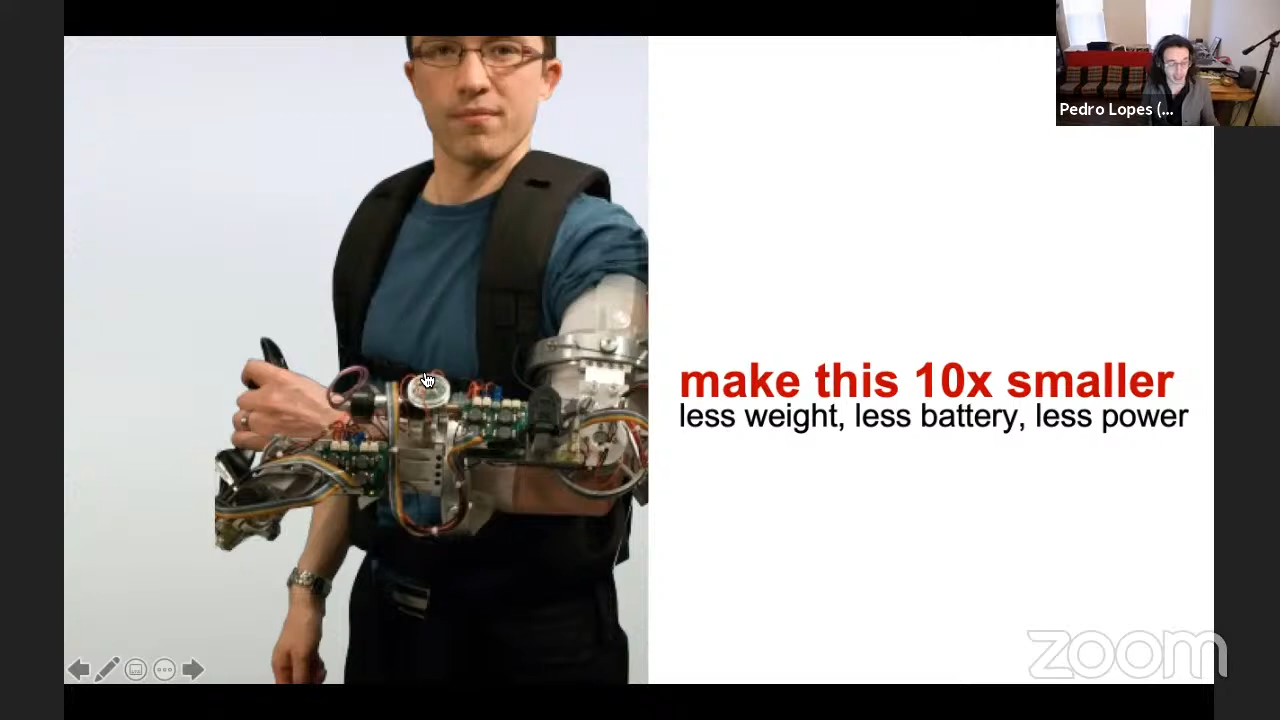 Pedro Lopes (...
make this 10x smaller
less weight, less battery, less power
zoom